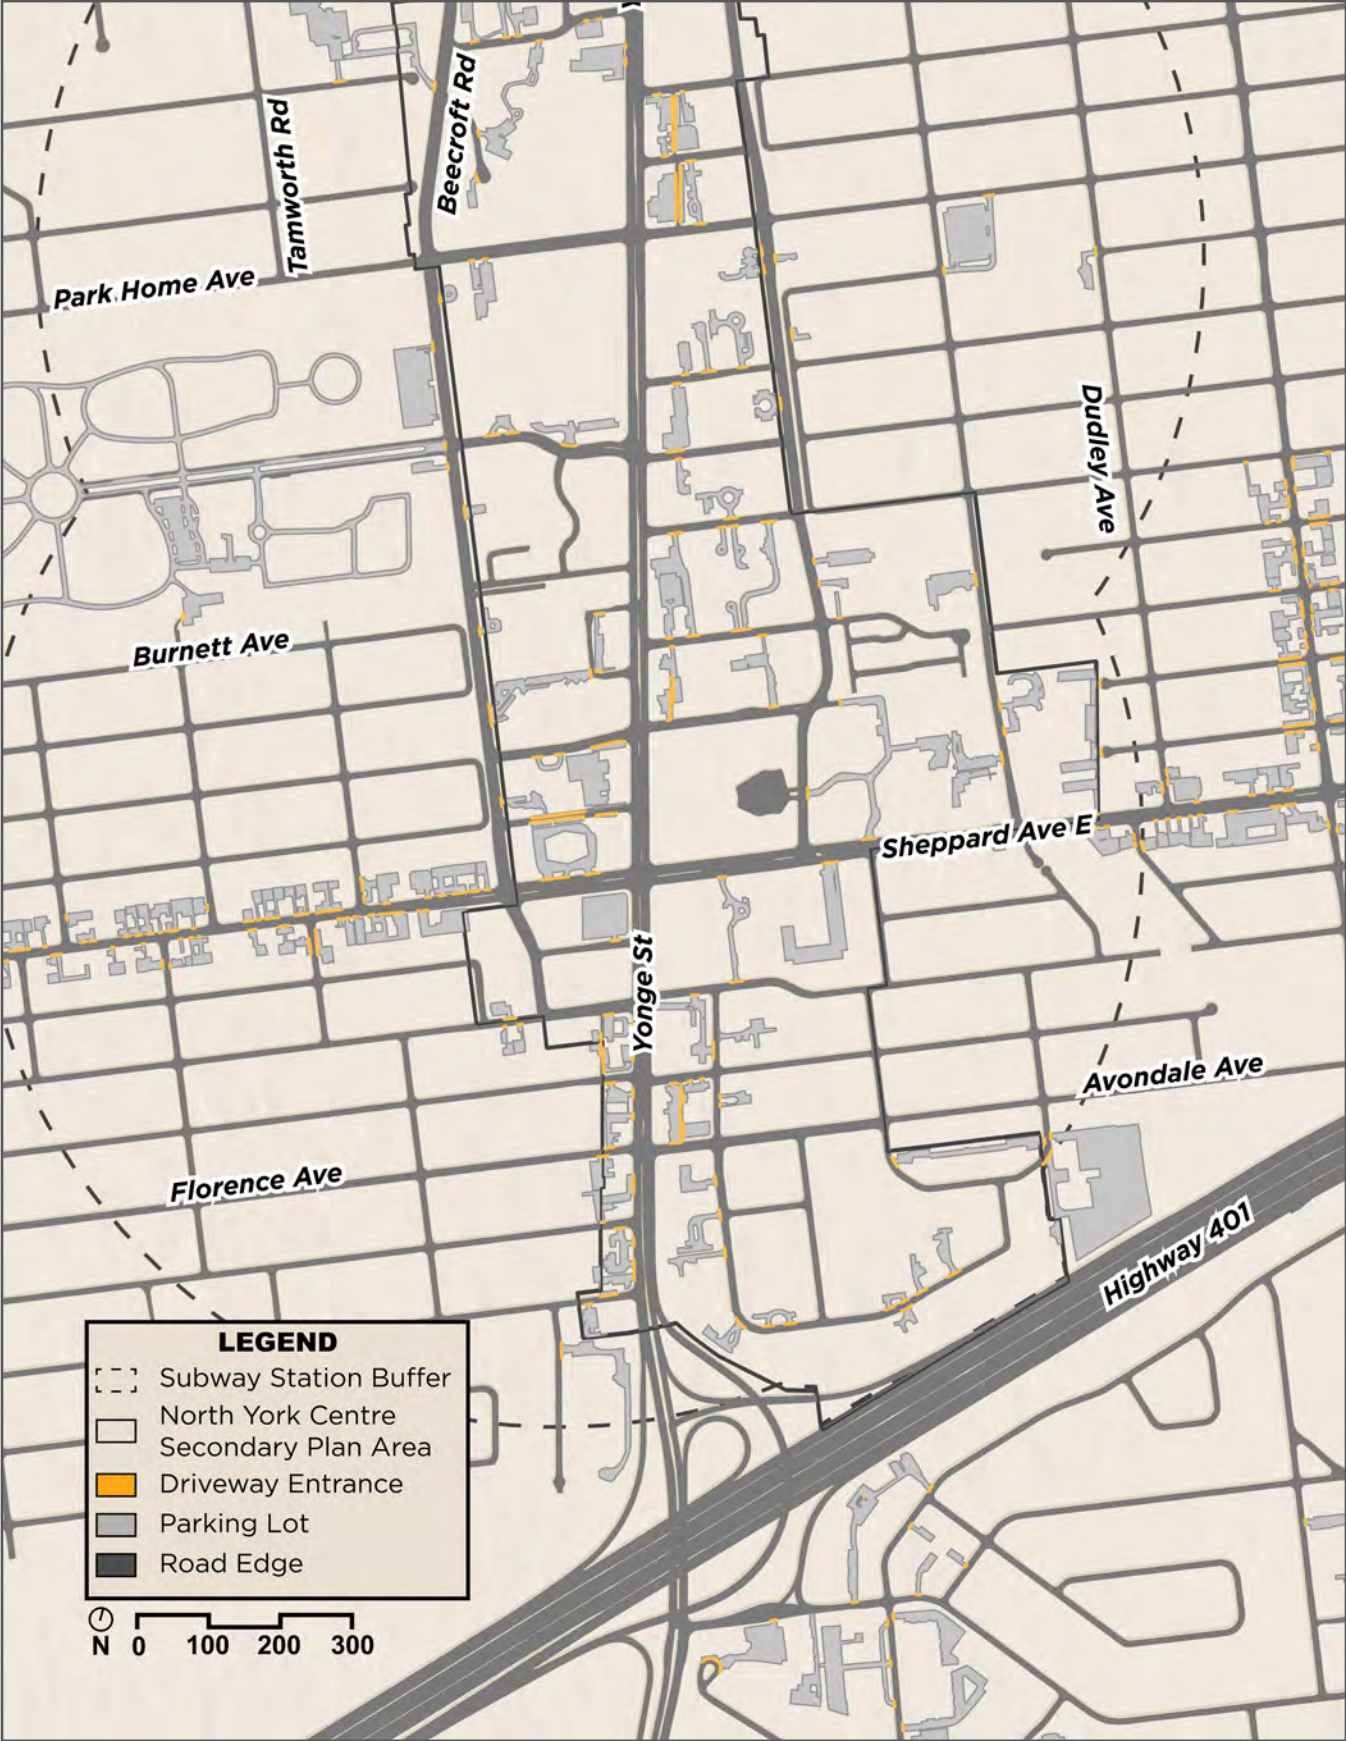 Beecroft Rd
Tamworth Rd
Park Home Ave
Dudley Ave
Burnett Ave
Sheppard Ave E
Yonge St
Avondale Ave
Florence Ave
Highway 401
LEGEND
Subway Station Buffer
North York Centre
Secondary Plan Area
Driveway Entrance
Parking Lot
Road Edge
N 0 100 200 300